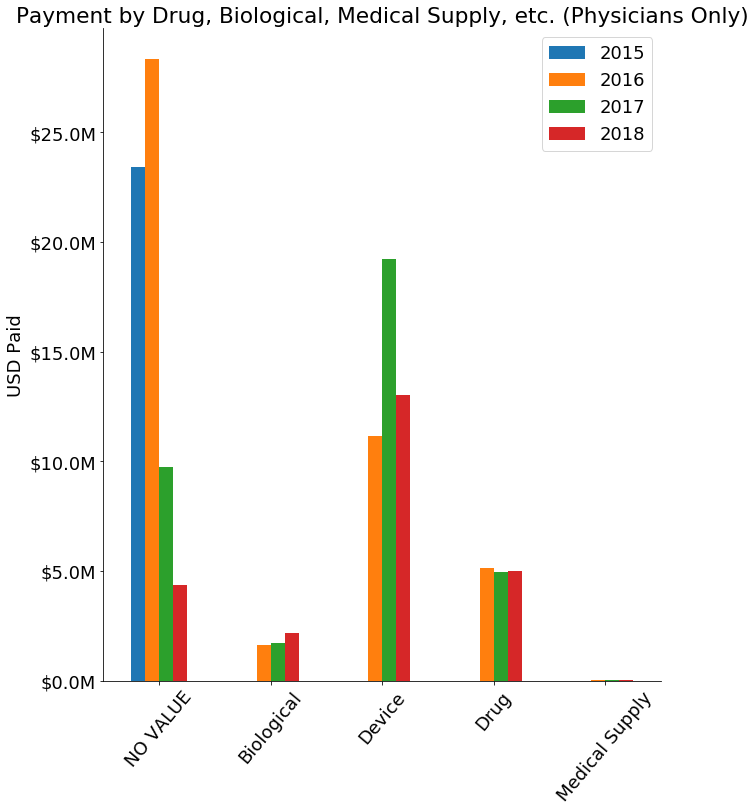 Payment by Drug, Biological, Medical Supply, etc. (Physicians Only)
2015
2016
2017
2018
$25.0M
$20.0M
$15.0M
$10.0M
$5.0M
$0.0M
USD Paid
NO VALUE
Biological
Device
Drug
Medical Supply